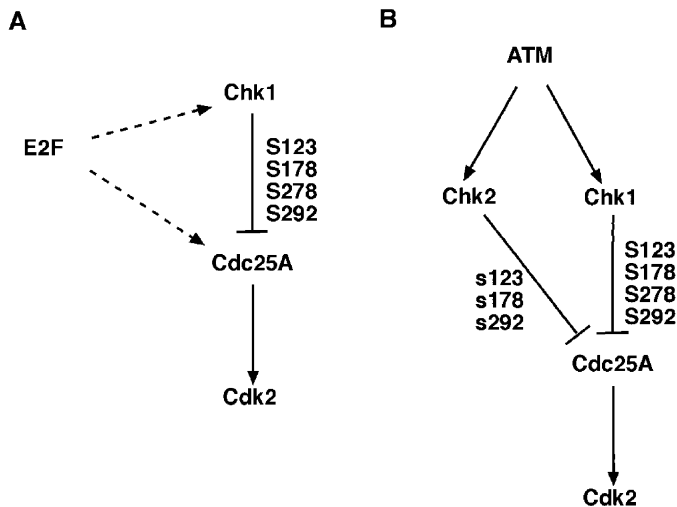 A
Chk1
E2F
S123
S178
S278
S292
Cdc25A
Cdk2
B
ATM
Chk2
Chk1
s123
s178
s292
S123
S178
S278
S292
Cdc25A
Cdk2